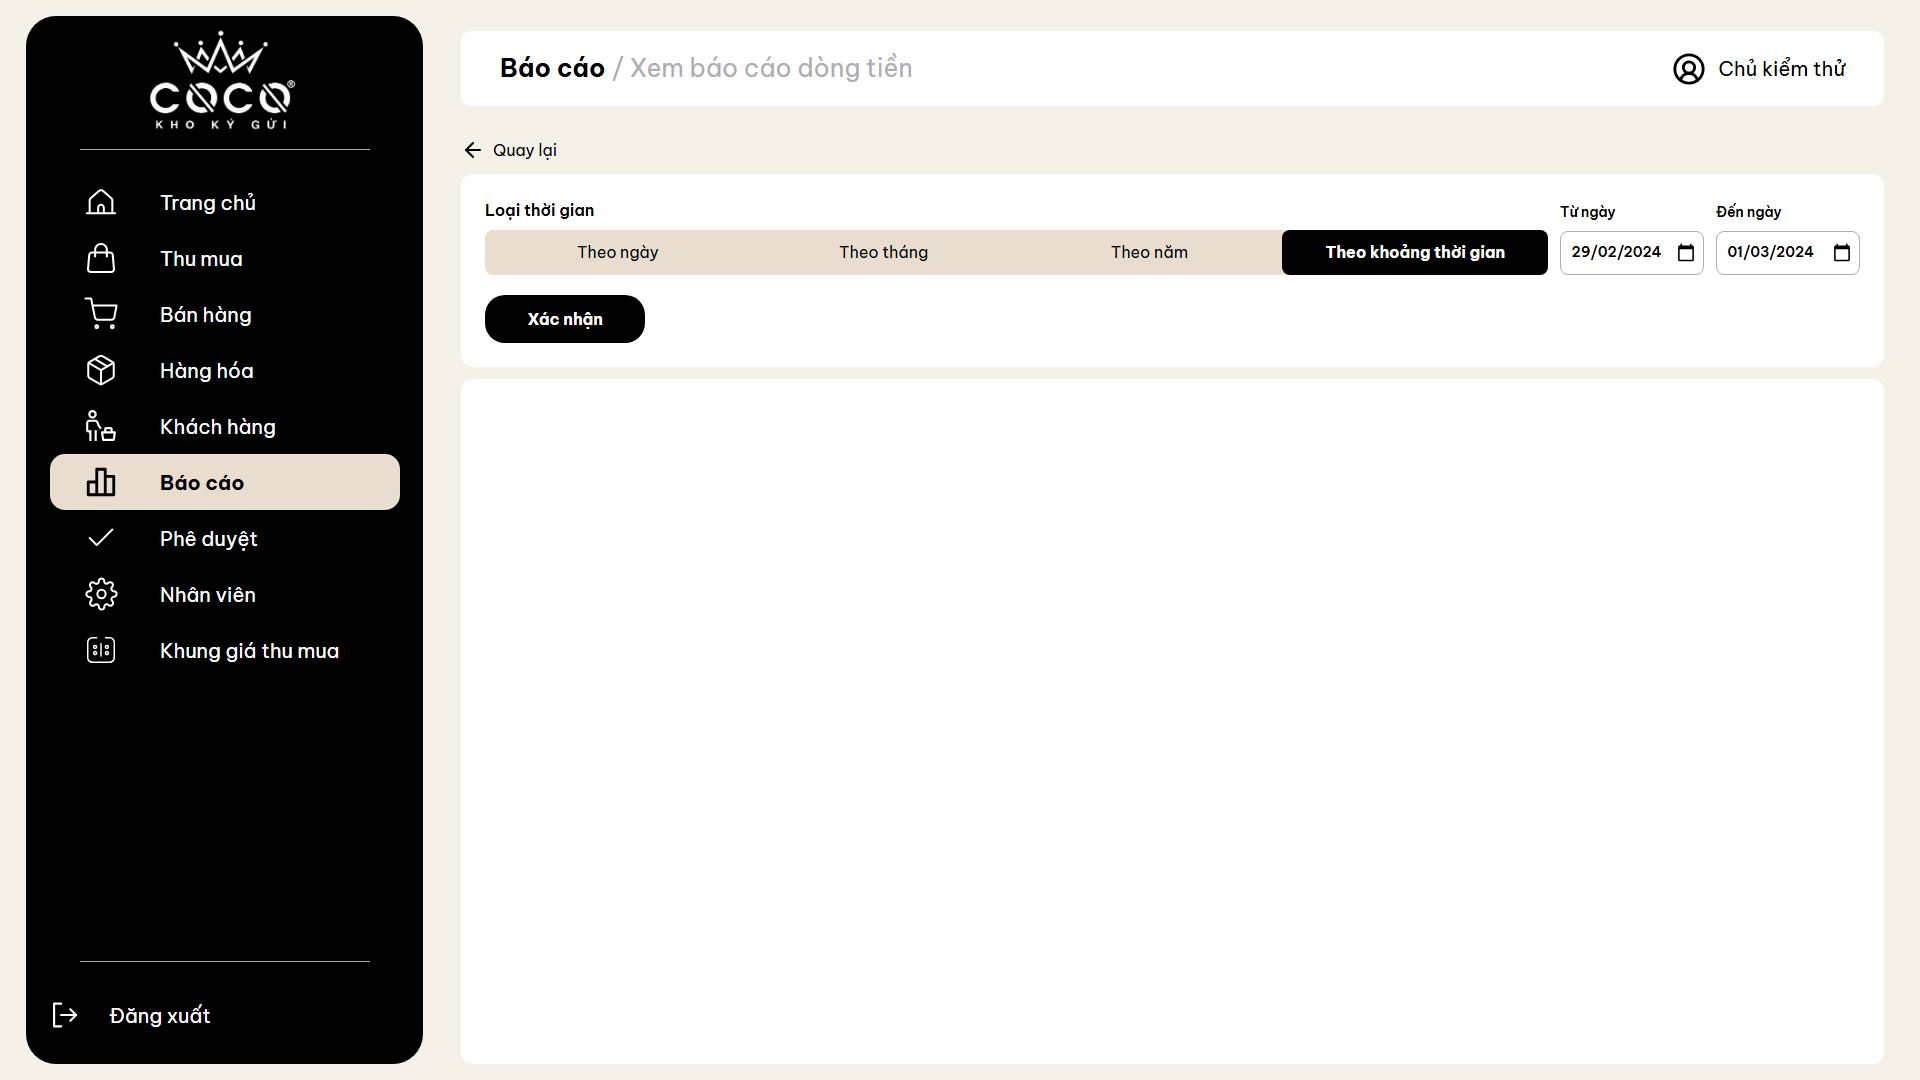 COCO®
KHO KÝ GỬI
Trang chủ
Thu mua
Bán hàng
Hàng hóa
Khách hàng
Báo cáo
Phê duyệt
Nhân viên
Khung giá thu mua
Đăng xuất
Báo cáo / Xem báo cáo dòng tiền
Chủ kiểm thử
Quay lại
Loại thời gian
Theo ngày
Theo tháng
Theo năm
Theo khoảng thời gian
Từ ngày
29/02/2024
Đến ngày
01/03/2024
Xác nhận